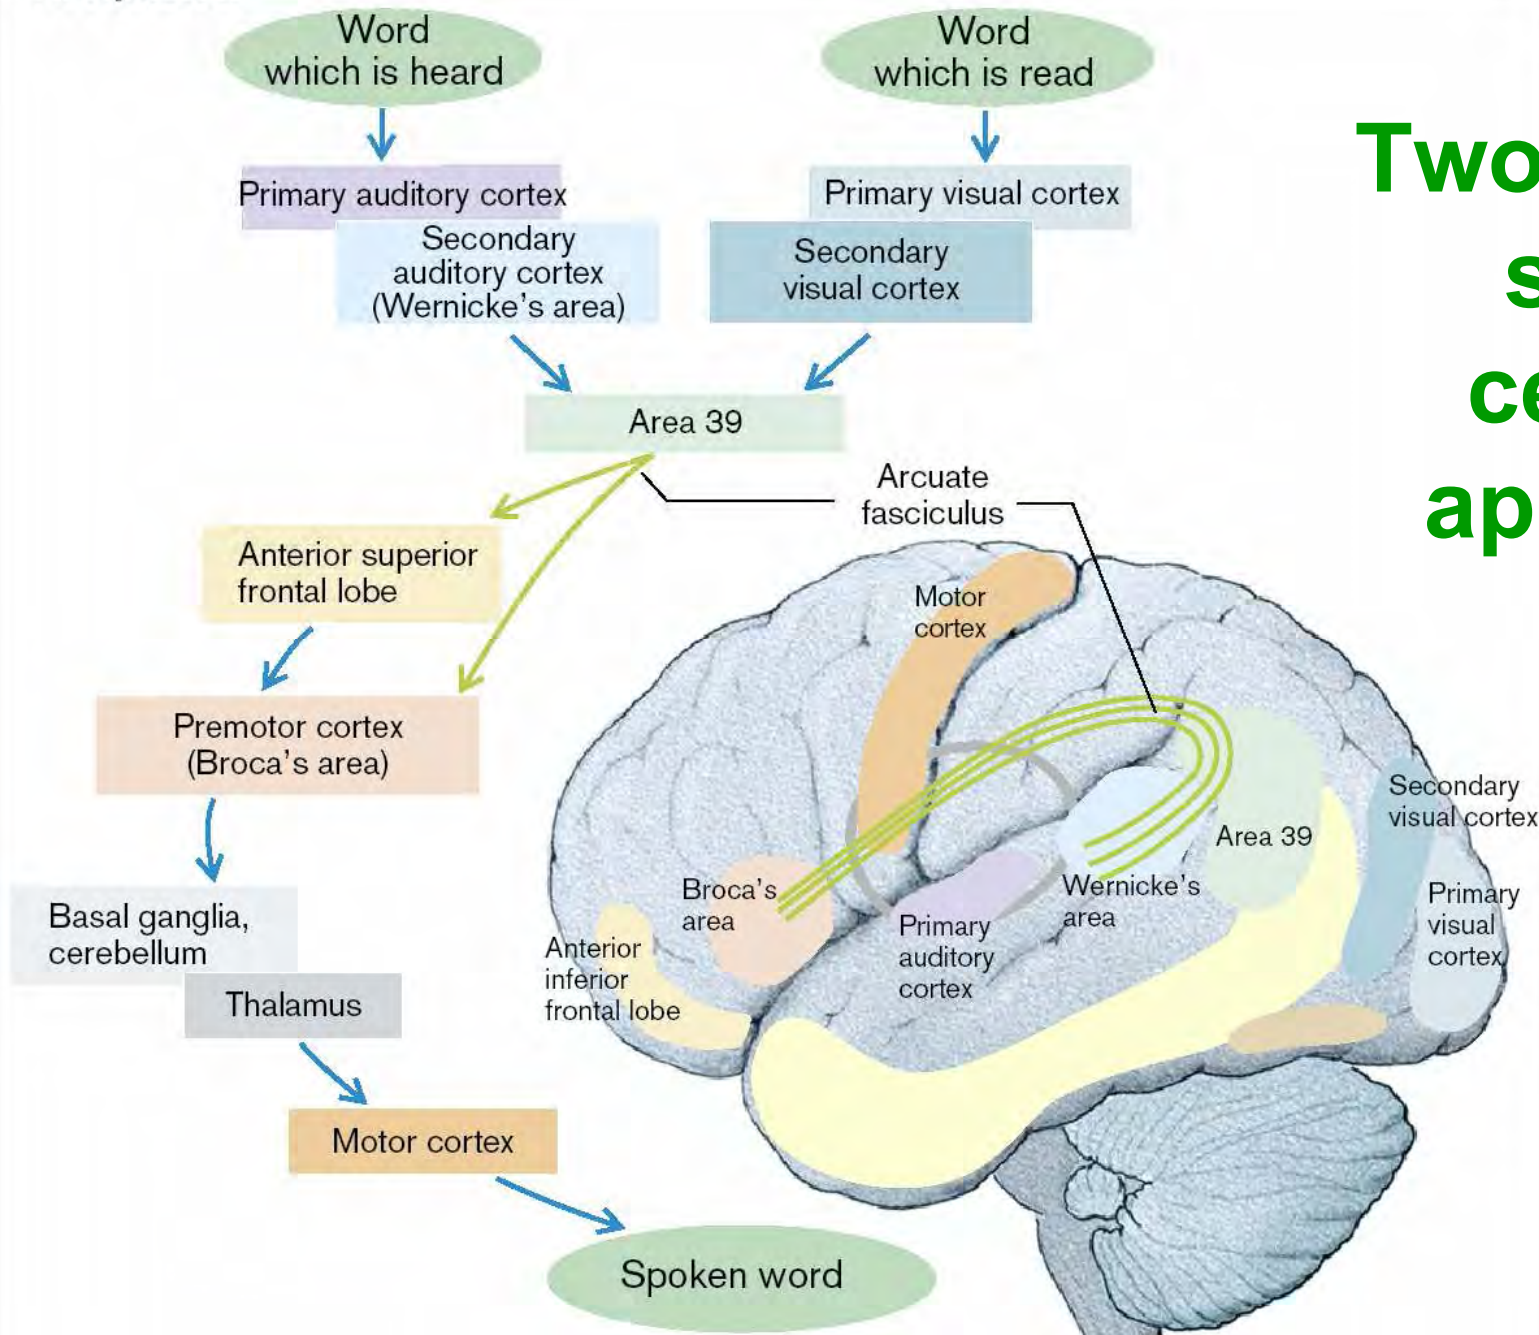 Word
which is heard
Word
which is read
Primary auditory cortex
Primary visual cortex
Secondary
auditory cortex
(Wernicke's area)
Secondary
visual cortex
Area 39
Arcuate
fasciculus
Anterior superior
frontal lobe
Premotor cortex
(Broca's area)
Basal ganglia,
cerebellum
Thalamus
Motor cortex
Spoken word
Motor
cortex
Broca's
area
Anterior
inferior
frontal lobe
Primary
auditory
cortex
Wernicke's
area
Area 39
Secondary
visual cortex
Primary
visual
cortex
Two